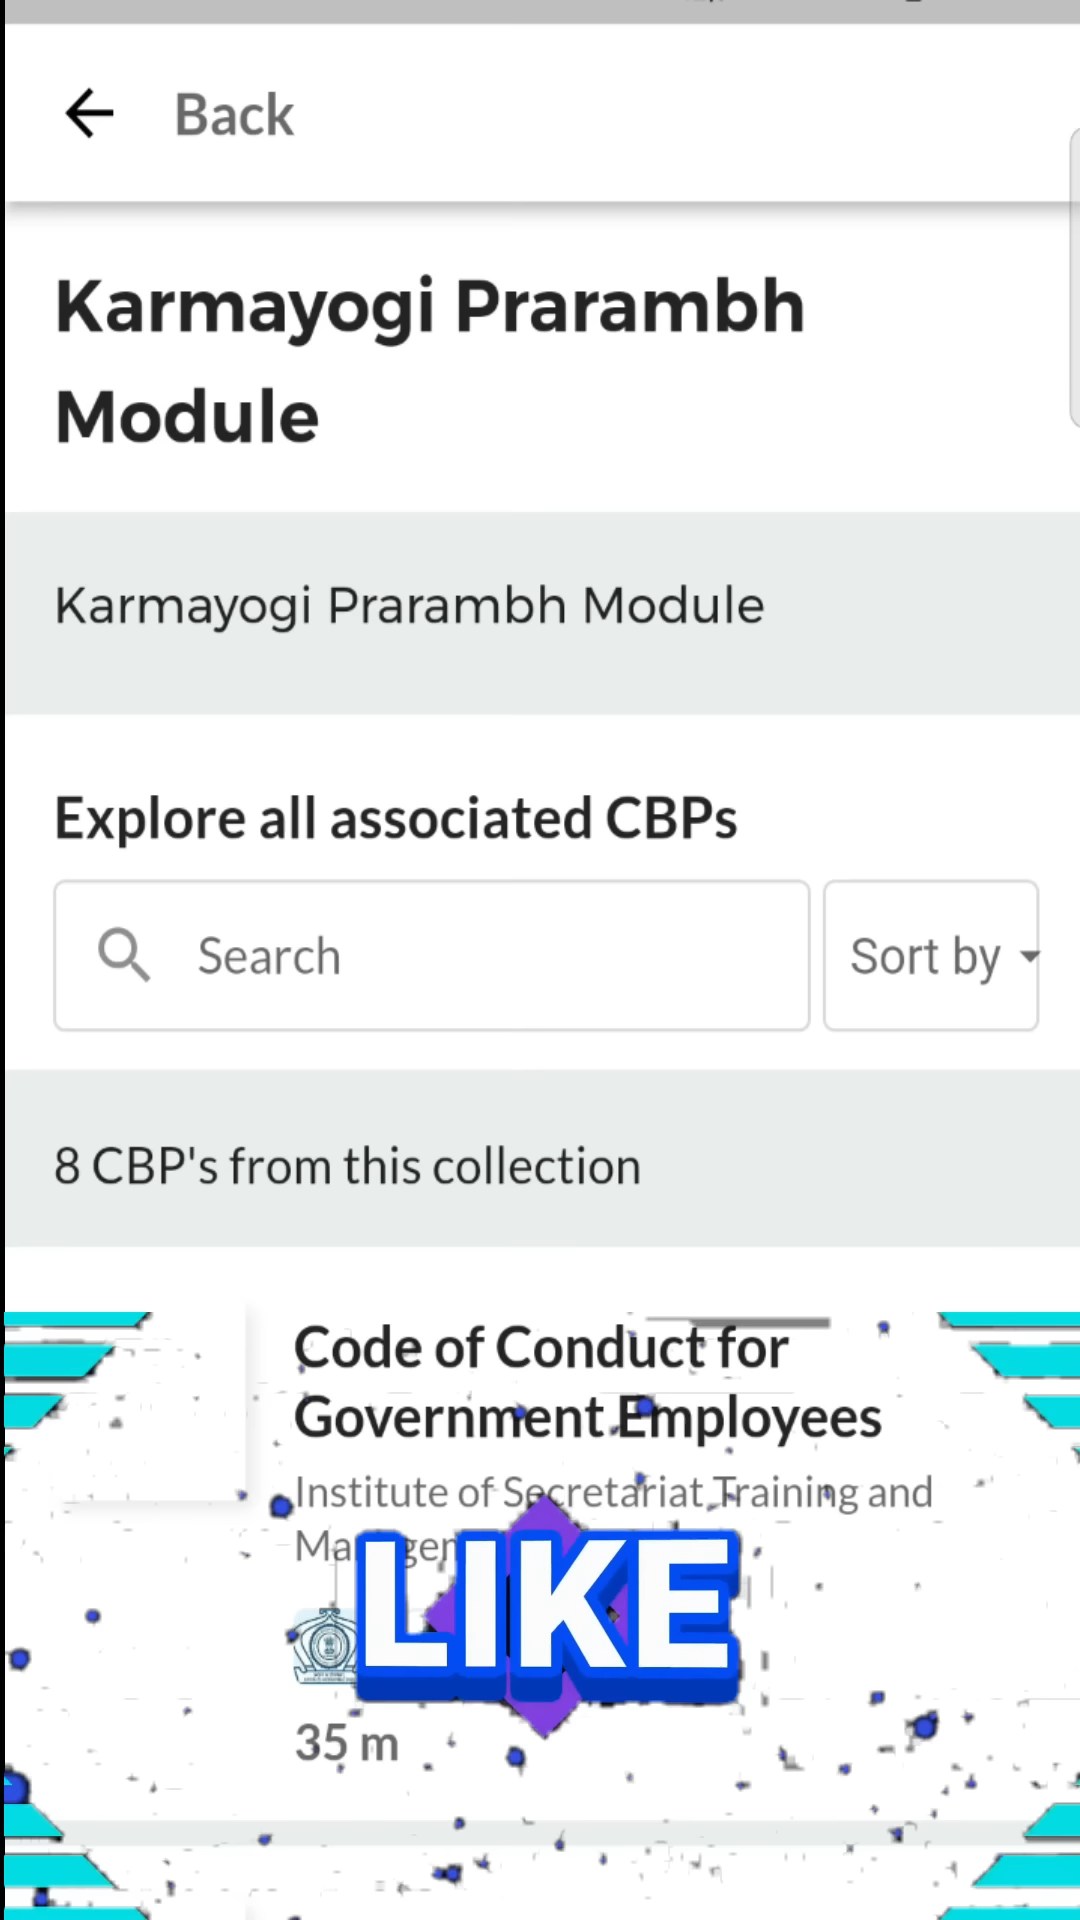 Back
Karmayogi Prarambh
Module
Karmayogi Prarambh Module
Explore all associated CBPs
Search
Sort by
8 CBP's from this collection
Code of Conduct for
Government Employees
Institute of Secretariat Training and
LIKE
35 m